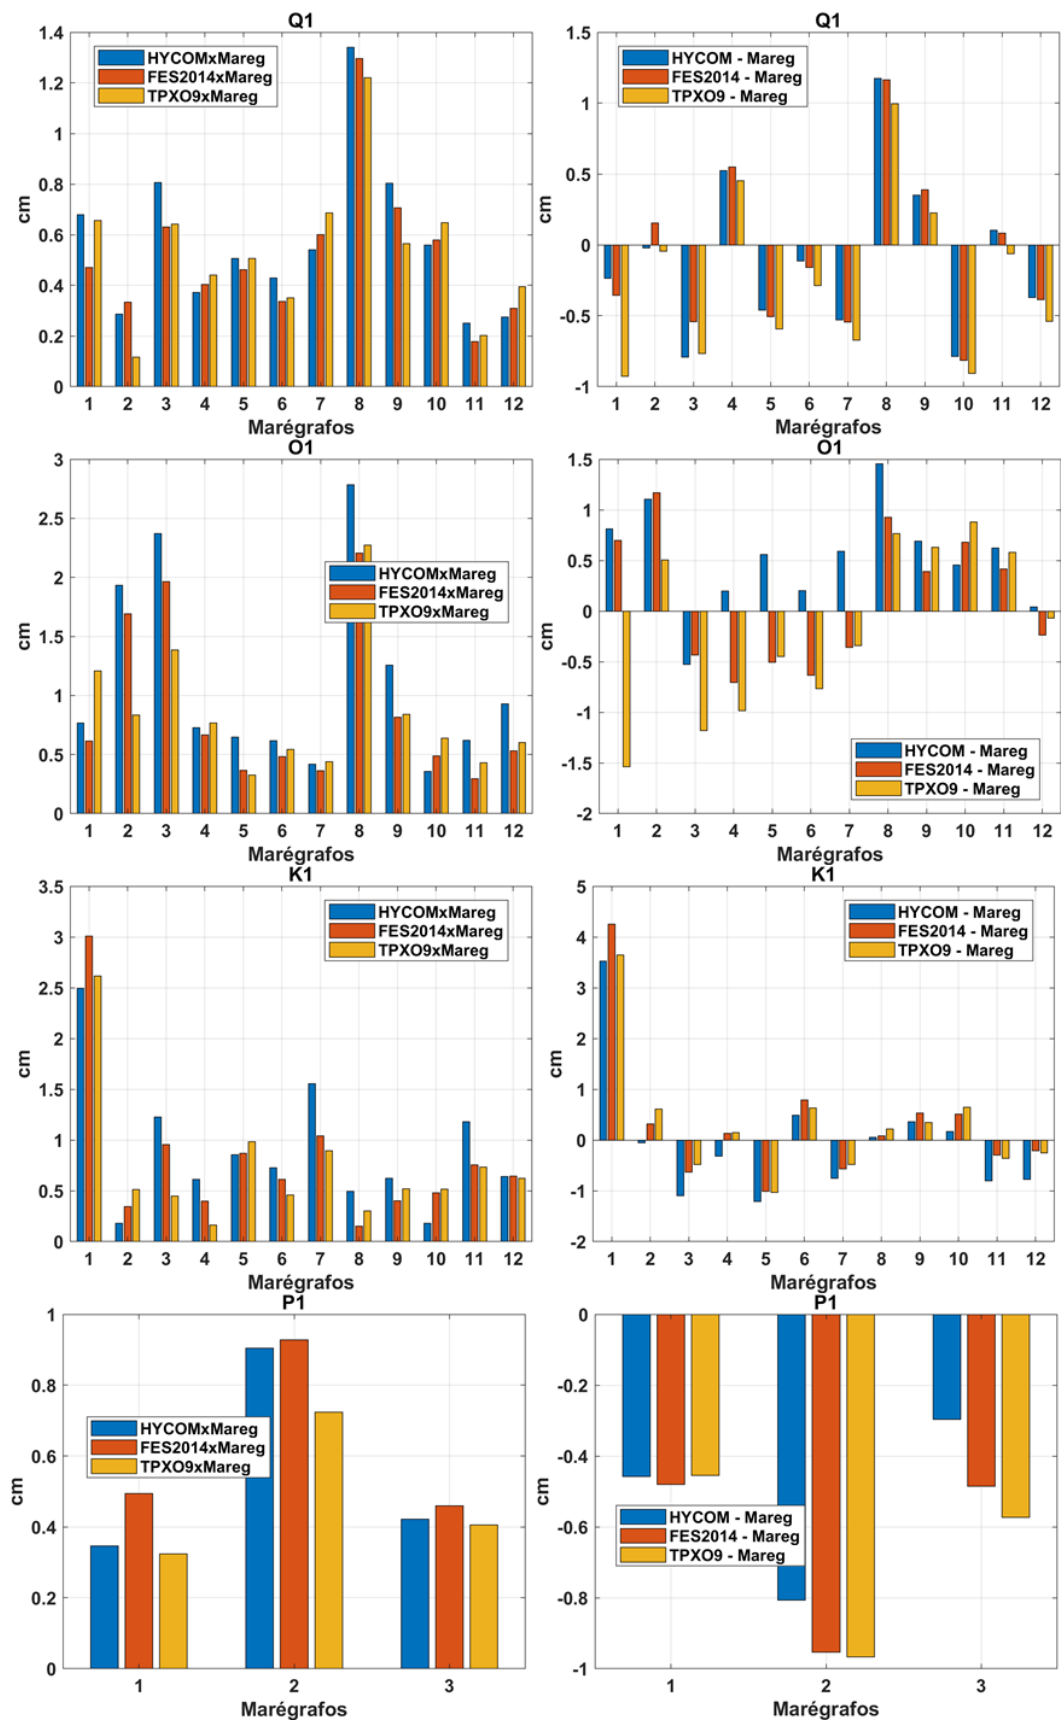 Q1
1.4
1.2
1
0.8
0.6
0.4
0.2
0
cm
HYCOMxMareg
FES2014xMareg
TPXO9xMareg
1 2 3 4 5 6 7 8 9 10 11 12
Marégrafos
Q1
1.5
1
0.5
0
-0.5
-1
cm
HYCOM - Mareg
FES2014 - Mareg
TPXO9 - Mareg
1 2 3 4 5 6 7 8 9 10 11 12
Marégrafos
O1
3
2.5
2
1.5
1
0.5
0
cm
HYCOMxMareg
FES2014xMareg
TPXO9xMareg
1 2 3 4 5 6 7 8 9 10 11 12
Marégrafos
O1
1.5
1
0.5
0
-0.5
-1
-1.5
-2
cm
HYCOM - Mareg
FES2014 - Mareg
TPXO9 - Mareg
1 2 3 4 5 6 7 8 9 10 11 12
Marégrafos
K1
3.5
3
2.5
2
1.5
1
0.5
0
cm
HYCOMxMareg
FES2014xMareg
TPXO9xMareg
1 2 3 4 5 6 7 8 9 10 11 12
Marégrafos
K1
5
4
3
2
1
0
-1
-2
cm
HYCOM - Mareg
FES2014 - Mareg
TPXO9 - Mareg
1 2 3 4 5 6 7 8 9 10 11 12
Marégrafos
P1
1
0.8
0.6
0.4
0.2
0
cm
HYCOMxMareg
FES2014xMareg
TPXO9xMareg
1 2 3
Marégrafos
P1
0
-0.2
-0.4
-0.6
-0.8
-1
cm
HYCOM - Mareg
FES2014 - Mareg
TPXO9 - Mareg
1 2 3
Marégrafos